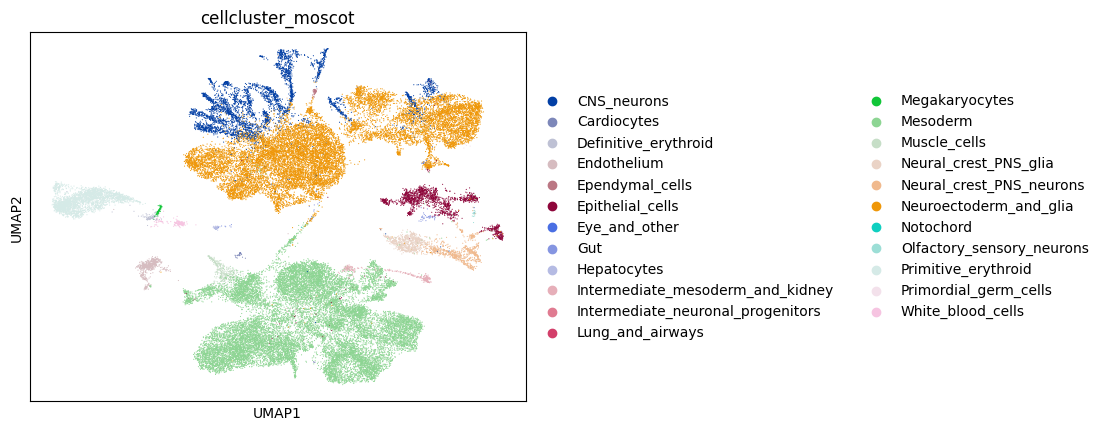 cellcluster_moscot
UMAP2
UMAP1
CNS_neurons
Cardiocytes
Definitive_erythroid
Endothelium
Ependymal_cells
Epithelial_cells
Eye_and_other
Gut
Hepatocytes
Intermediate_mesoderm_and_kidney
Intermediate_neuronal_progenitors
Lung_and_airways
Megakaryocytes
Mesoderm
Muscle_cells
Neural_crest_PNS_glia
Neural_crest_PNS_neurons
Neuroectoderm_and_glia
Notochord
Olfactory_sensory_neurons
Primitive_erythroid
Primordial_germ_cells
White_blood_cells